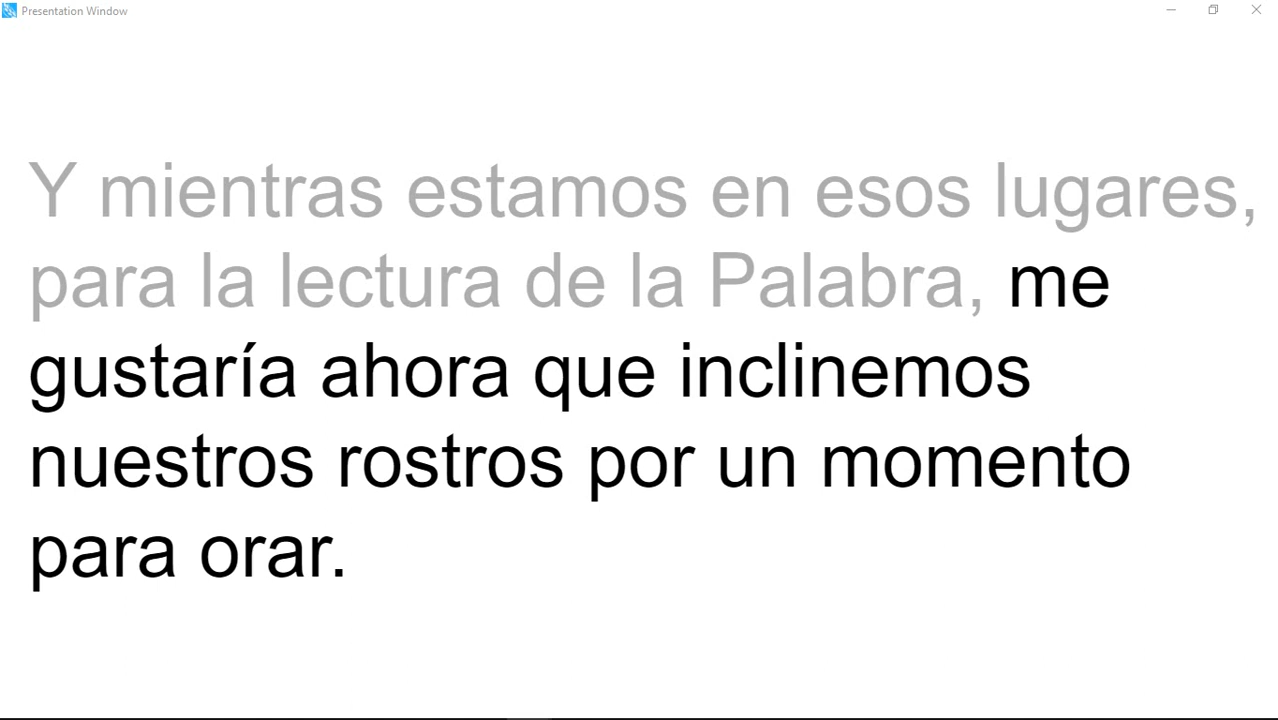 Presentation Window
Y mientras estamos en esos lugares,
para la lectura de la Palabra, me
gustaría ahora que inclinemos
nuestros rostros por un momento
para orar.